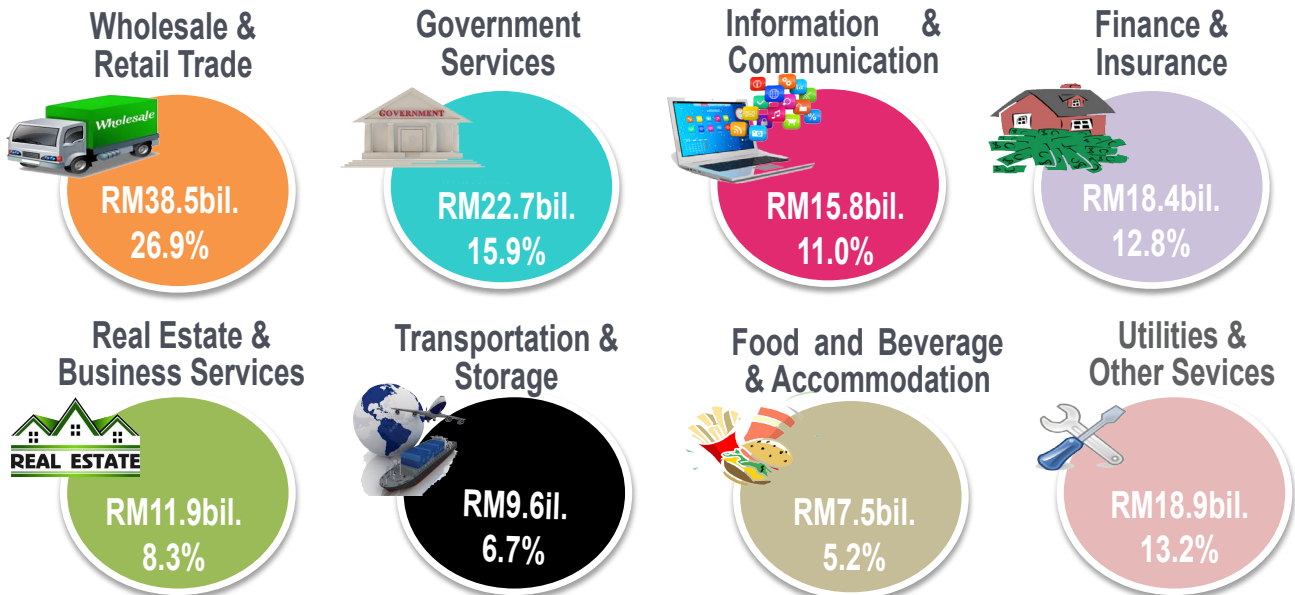 Wholesale &
Retail Trade
Wholesale
RM38.5bil.
26.9%
Government
Services
GOVERNMENT
RM22.7bil.
15.9%
Information &
Communication
RM15.8bil.
11.0%
Finance &
Insurance
RM18.4bil.
12.8%
Real Estate &
Business Services
REAL ESTATE
RM11.9bil.
8.3%
Transportation &
Storage
RM9.6il.
6.7%
Food and Beverage
& Accommodation
RM7.5bil.
5.2%
Utilities &
Other Sevices
RM18.9bil.
13.2%